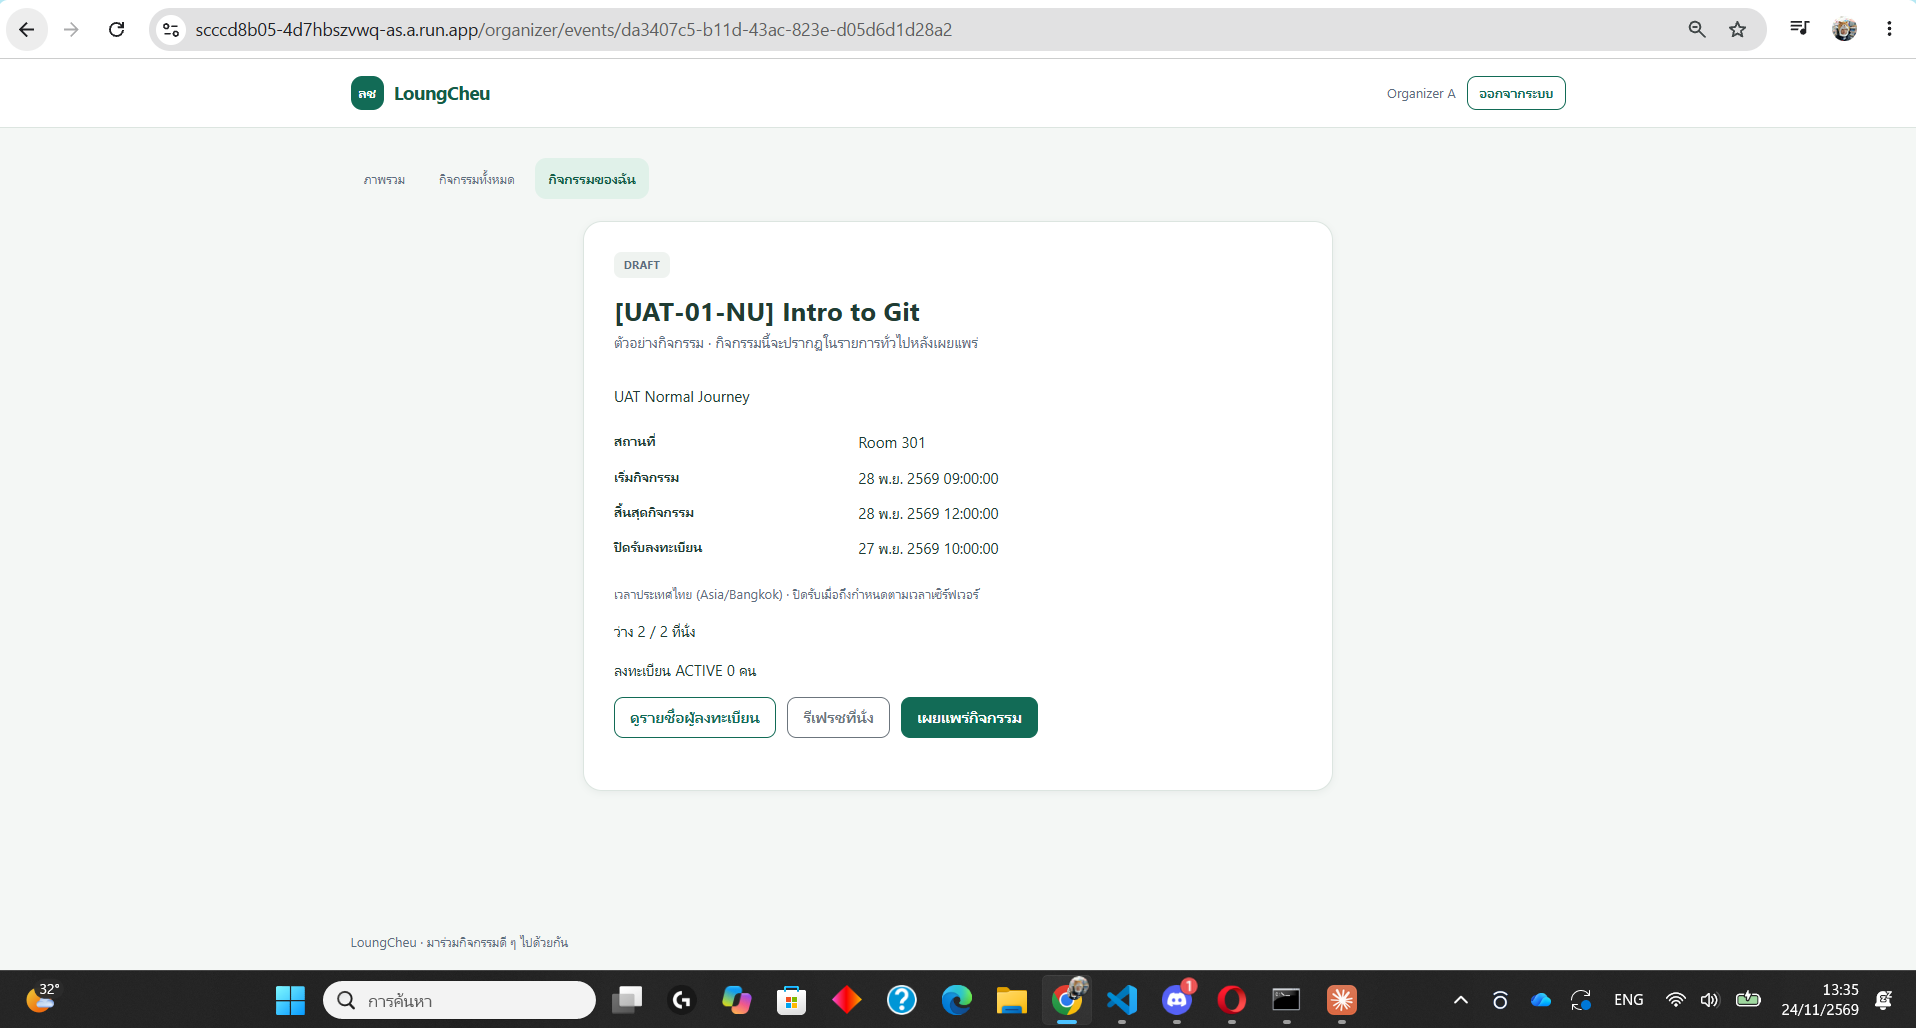 scccd8b05-4d7hbszvwq-as.a.run.app/organizer/events/da3407c5-b11d-43ac-823e-d05d6d1d28a2
ลช LoungCheu
Organizer A ออกจากระบบ
ภาพรวม กิจกรรมทั้งหมด กิจกรรมของฉัน
DRAFT
[UAT-01-NU] Intro to Git
ตัวอย่างกิจกรรม · กิจกรรมนี้จะปรากฏในรายการทั่วไปหลังเผยแพร่
UAT Normal Journey
สถานที่ Room 301
เริ่มกิจกรรม 28 พ.ย. 2569 09:00:00
สิ้นสุดกิจกรรม 28 พ.ย. 2569 12:00:00
ปิดรับลงทะเบียน 27 พ.ย. 2569 10:00:00
เวลาประเทศไทย (Asia/Bangkok) · ปิดรับเมื่อถึงกำหนดตามเวลาเซิร์ฟเวอร์
ว่าง 2 / 2 ที่นั่ง
ลงทะเบียน ACTIVE 0 คน
ดูรายชื่อผู้ลงทะเบียน รีเฟรชที่นั่ง เผยแพร่กิจกรรม
LoungCheu · มาร่วมกิจกรรมดี ๆ ไปด้วยกัน
32°
การค้นหา
1
ENG
13:35
24/11/2569